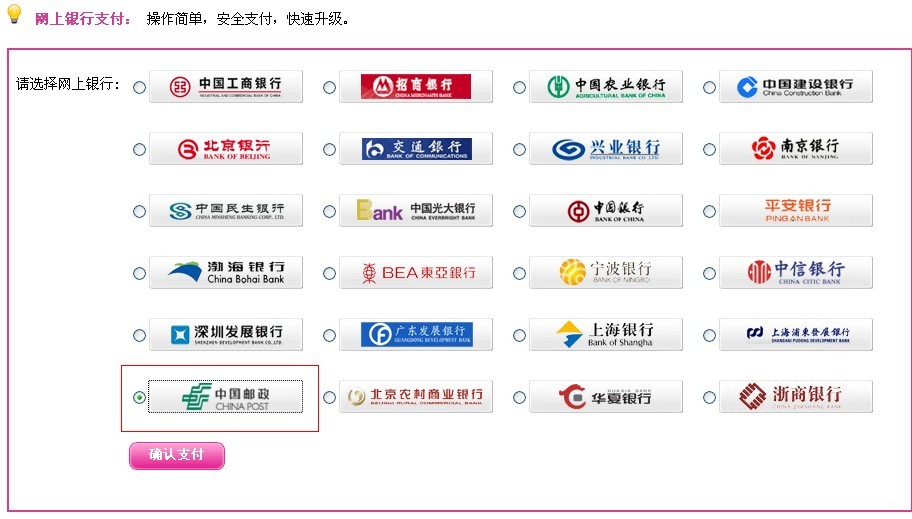 网上银行支付： 操作简单，安全支付，快速升级。
请选择网上银行：
中国工商银行
INDUSTRIAL AND COMMERCIAL BANK OF CHINA
招商银行
CHINA MERCHANTS BANK
中国农业银行
AGRICULTURAL BANK OF CHINA
中国建设银行
China Construction Bank
北京银行
BANK OF BEIJING
交通银行
BANK OF COMMUNICATIONS
兴业银行
INDUSTRIAL BANK CO.,LTD.
南京银行
BANK OF NANJING
中国民生银行
CHINA MINSHENG BANKING CORP., LTD.
Bank 中国光大银行
CHINA EVERBRIGHT BANK
中国银行
BANK OF CHINA
平安银行
PING AN BANK
渤海银行
China Bohai Bank
BEA東亞銀行
宁波银行
BANK OF NINGBO
中信银行
CHINA CITIC BANK
深圳发展银行
SHENZHEN DEVELOPMENT BANK CO.,LTD.
广东发展银行
GUANGDONG DEVELOPMENT BANK
上海银行
Bank of Shangha
上海浦東發展銀行
SHANGHAI PUDONG DEVELOPMENT BANK
中国邮政
CHINA POST
北京农村商业银行
BEIJING RURAL COMMERCIAL BANK
HUAXIA BANK
华夏银行
浙商银行
CHINA ZHESHANG BANK
确认支付